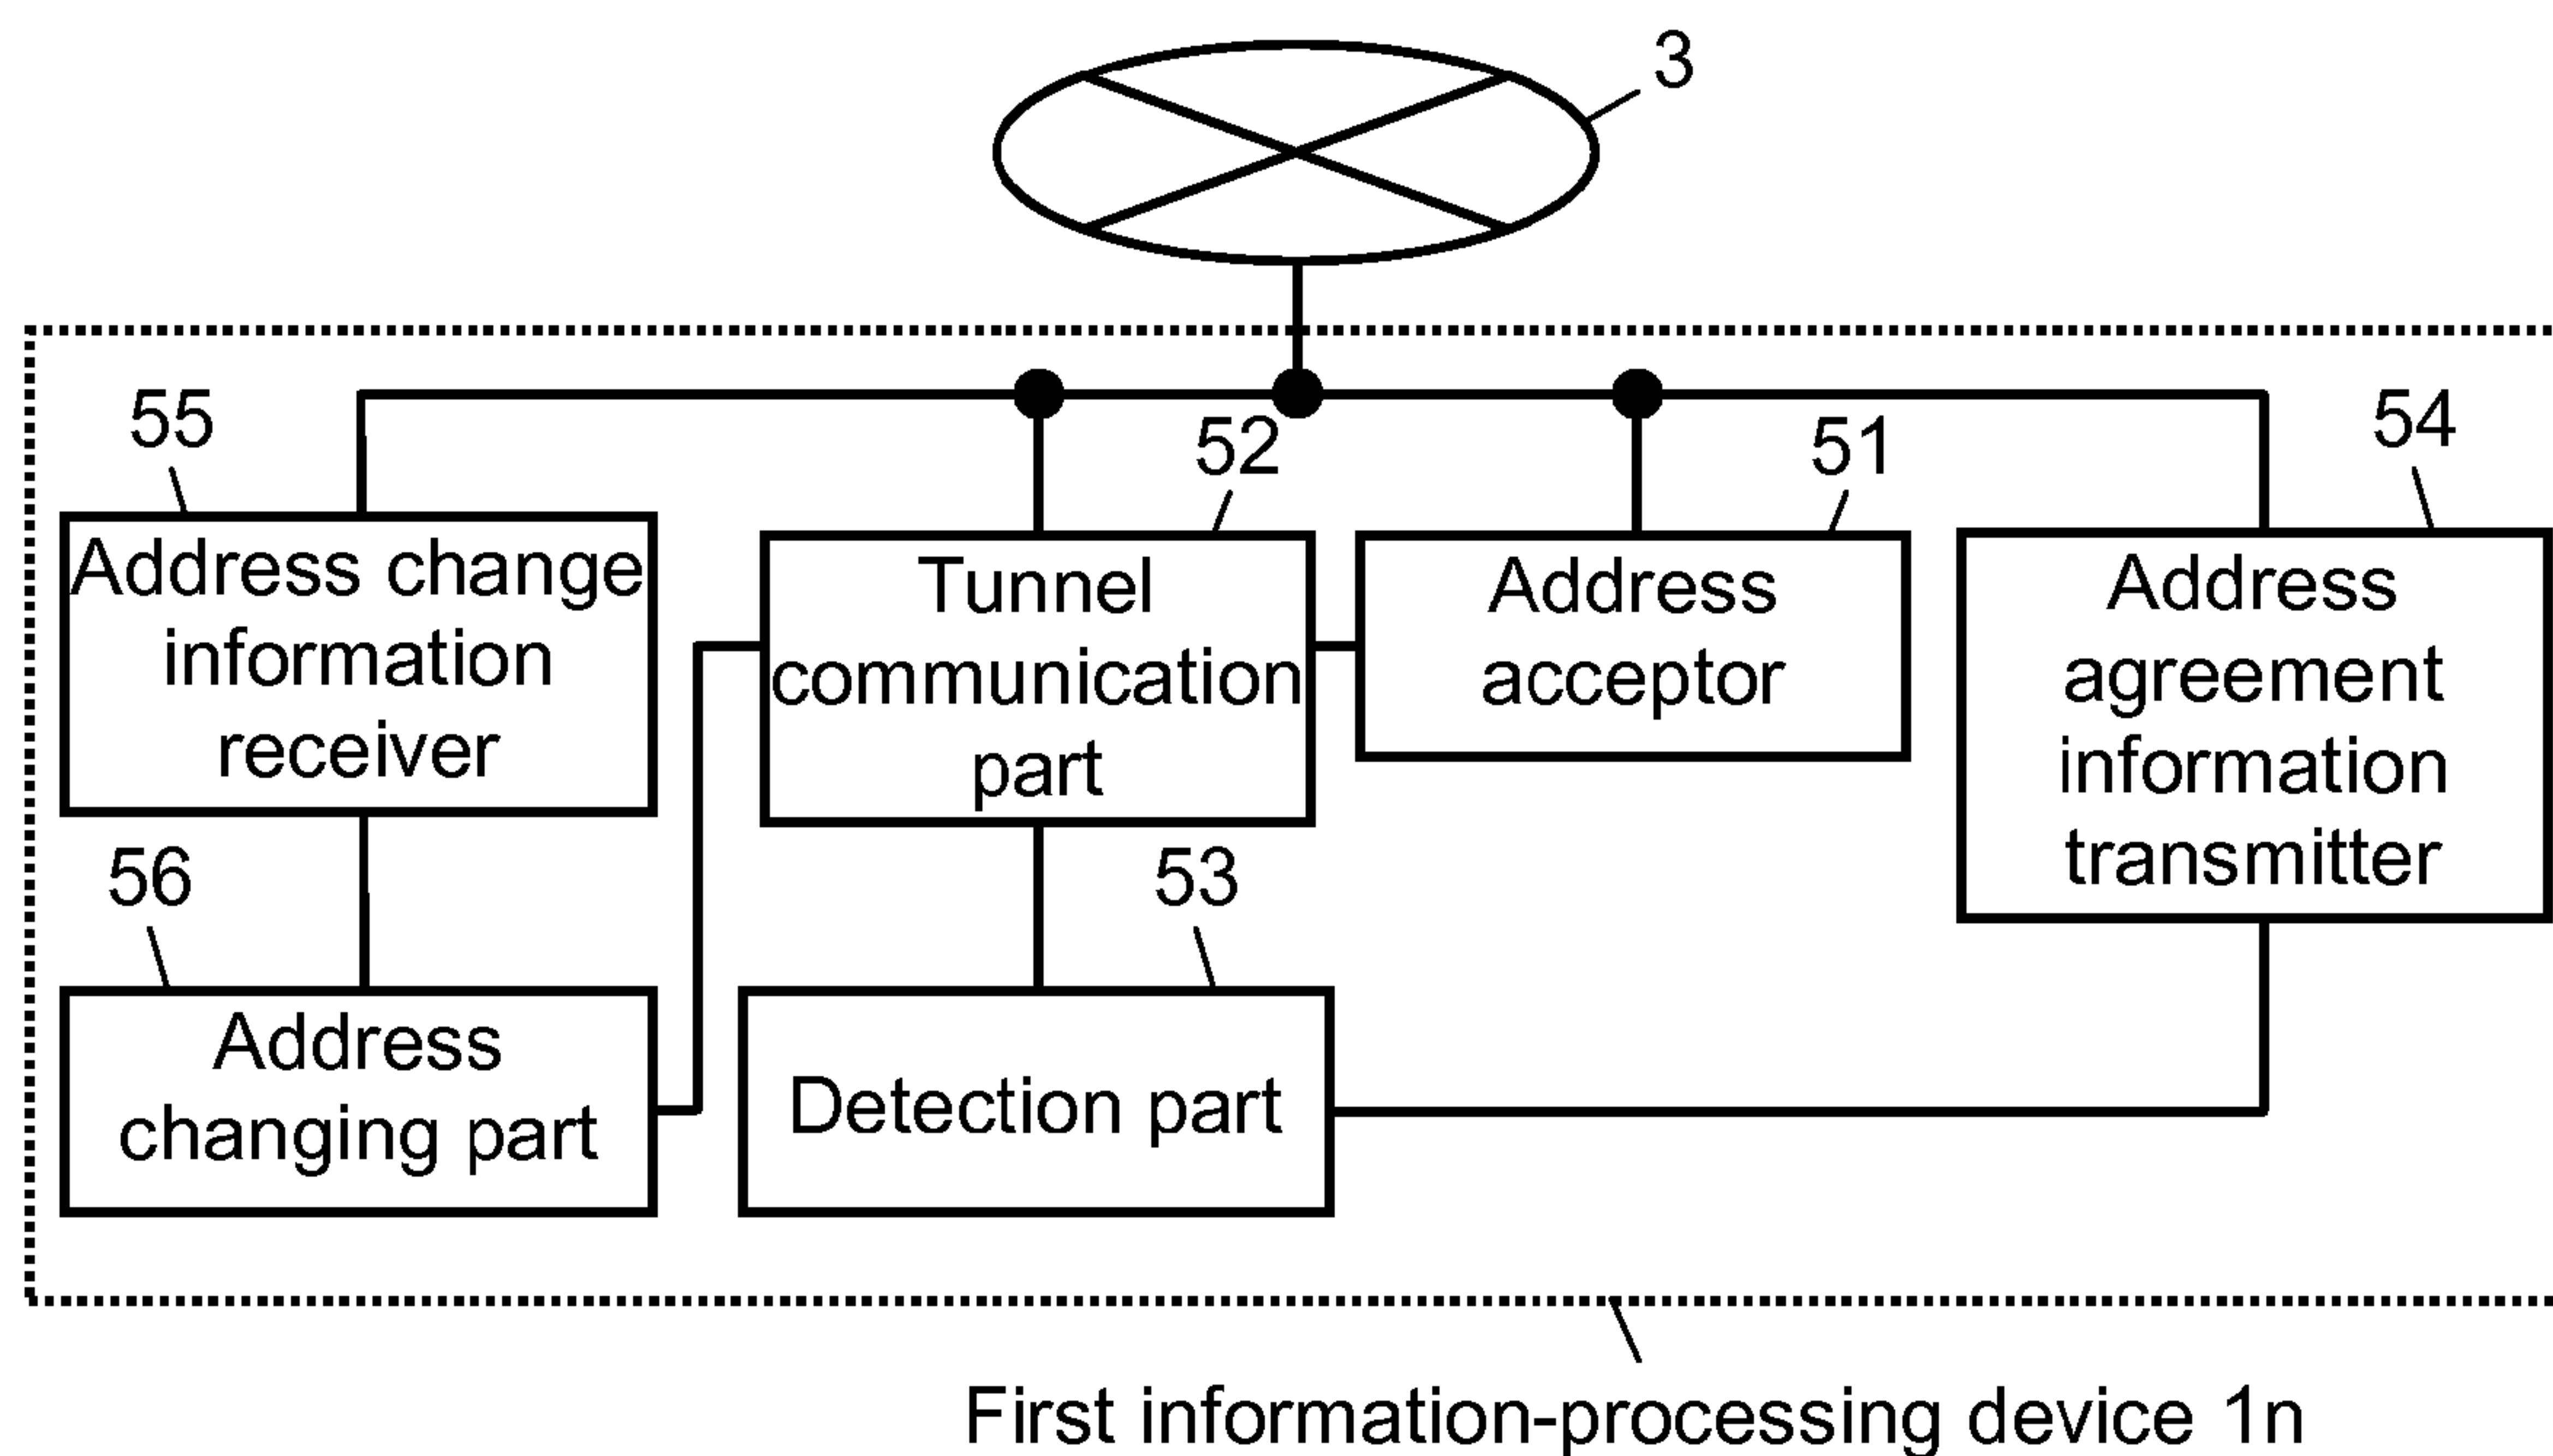 3
55
52
51
54
Address change
information
receiver
Tunnel
communication
part
Address
acceptor
Address
agreement
information
transmitter
56
53
Address
changing part
Detection part
First information-processing device 1n